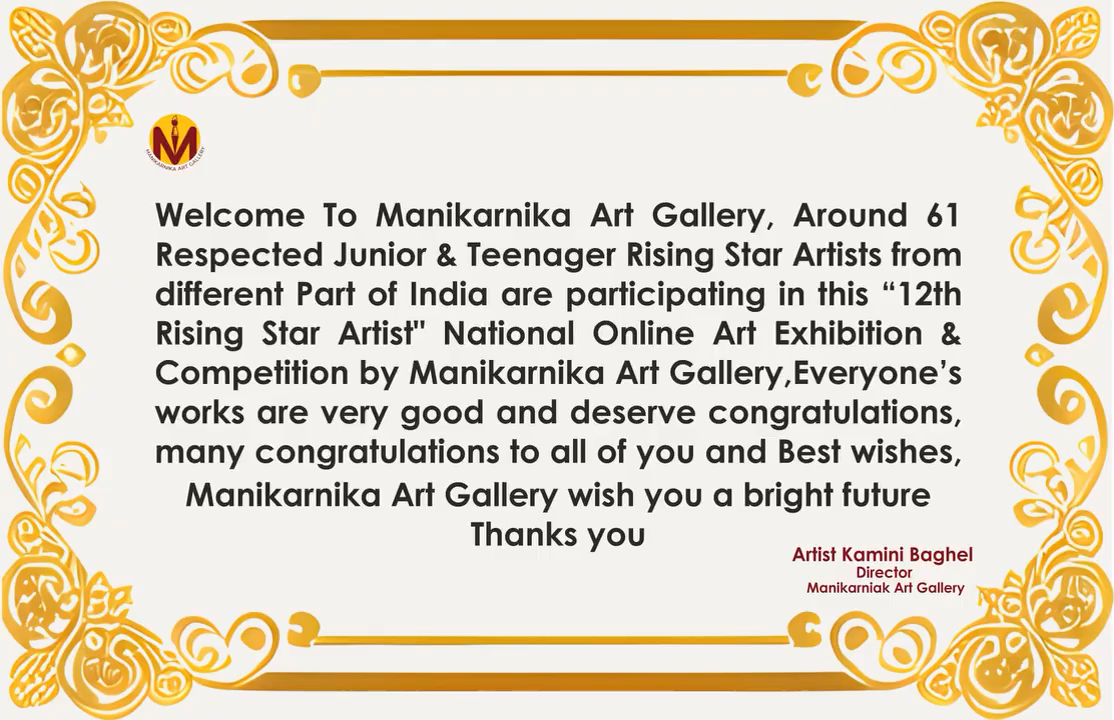 M
MANIKARNIKA ART GALLERY
Welcome To Manikarnika Art Gallery, Around 61
Respected Junior & Teenager Rising Star Artists from
different Part of India are participating in this “12th
Rising Star Artist" National Online Art Exhibition &
Competition by Manikarnika Art Gallery,Everyone’s
works are very good and deserve congratulations,
many congratulations to all of you and Best wishes,
Manikarnika Art Gallery wish you a bright future
Thanks you
Artist Kamini Baghel
Director
Manikarniak Art Gallery